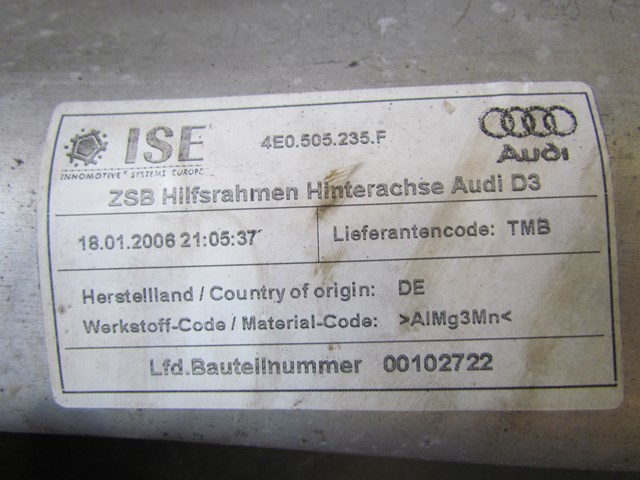 ISE
INNOMOTIVE SYSTEMS EUROPE
4E0.505.235.F
Audi
ZSB Hilfsrahmen Hinterachse Audi D3
18.01.2006 21:05:37
Lieferantencode: TMB
Herstellland / Country of origin: DE
Werkstoff-Code / Material-Code: >AlMg3Mn<
Lfd.Bauteilnummer 00102722